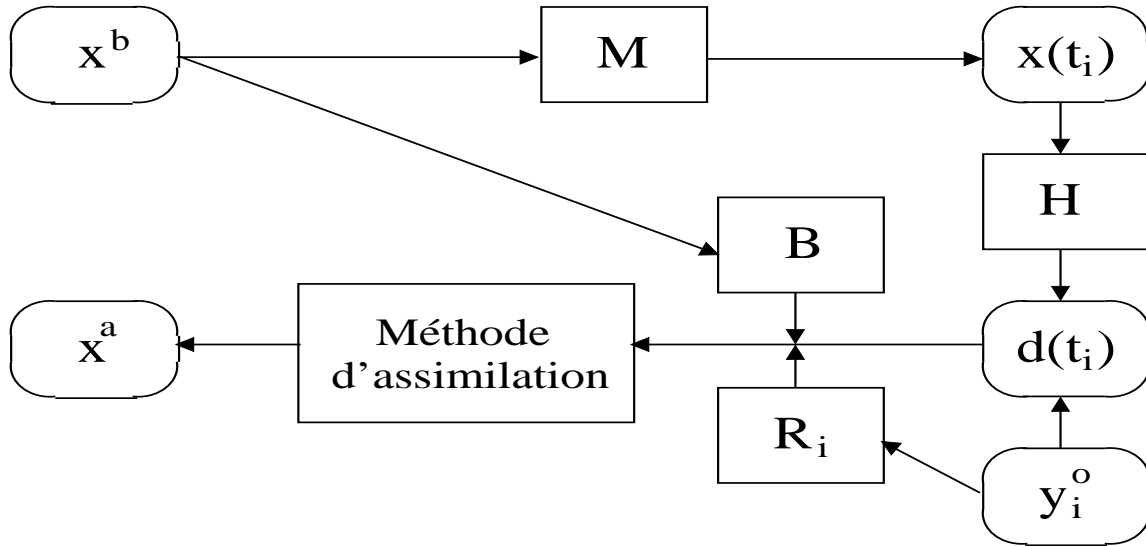 x^b
M
x(t_i)
H
B
x^a
Méthode
d'assimilation
d(t_i)
R_i
y_i^o